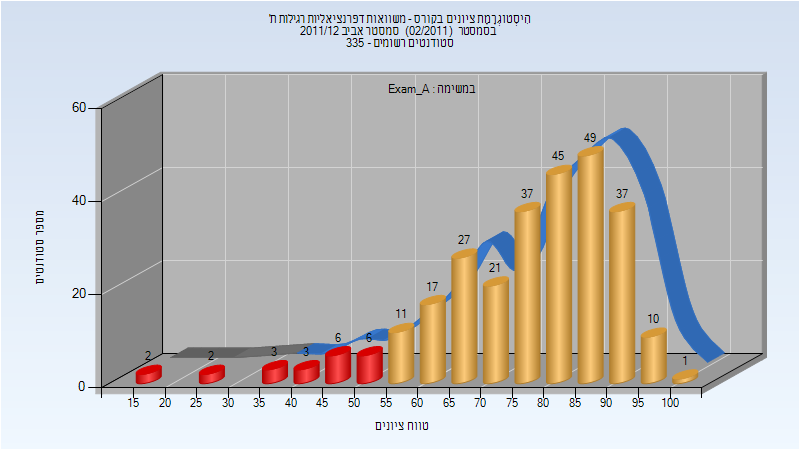 היסטוגרמת ציונים בקורס - משוואות דפרנציאליות רגילות ח'
בסמסטר (02/2011) סמסטר אביב 2011/12
סטודנטים רשומים - 335
במשימה : Exam_A
מספר סטודנטים
60
40
20
0
2 2 3 3 6 6 11 17 27 21 37 45 49 37 10 1
15 20 25 30 35 40 45 50 55 60 65 70 75 80 85 90 95 100
טווח ציונים